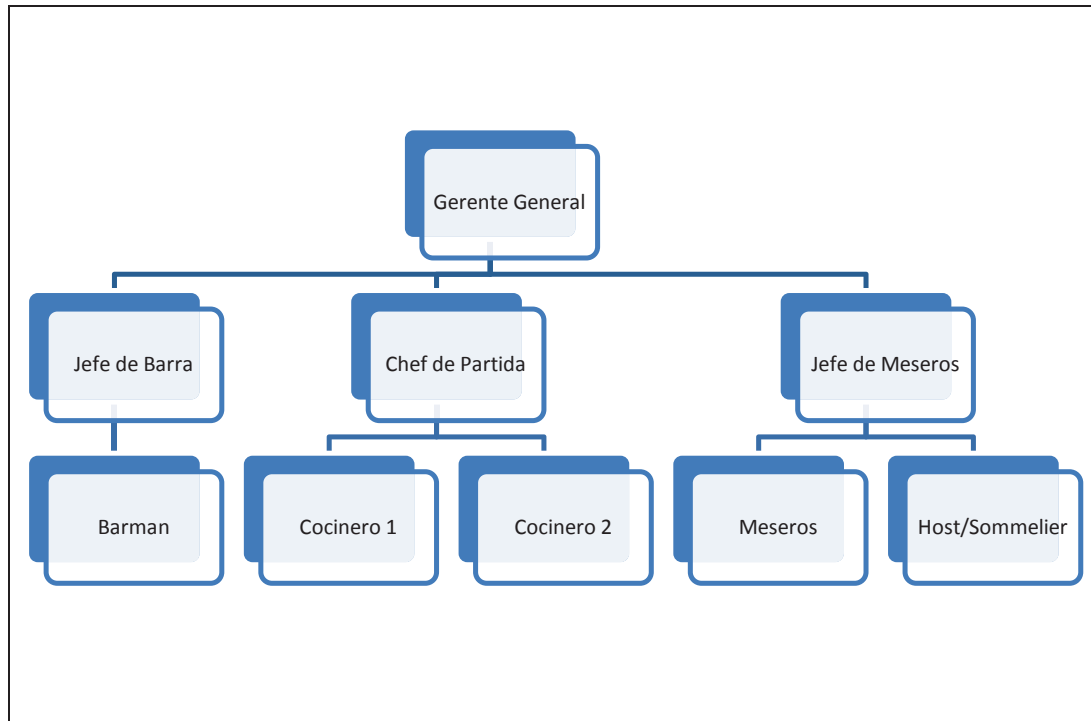 Gerente General
Jefe de Barra
Chef de Partida
Jefe de Meseros
Barman
Cocinero 1
Cocinero 2
Meseros
Host/Sommelier